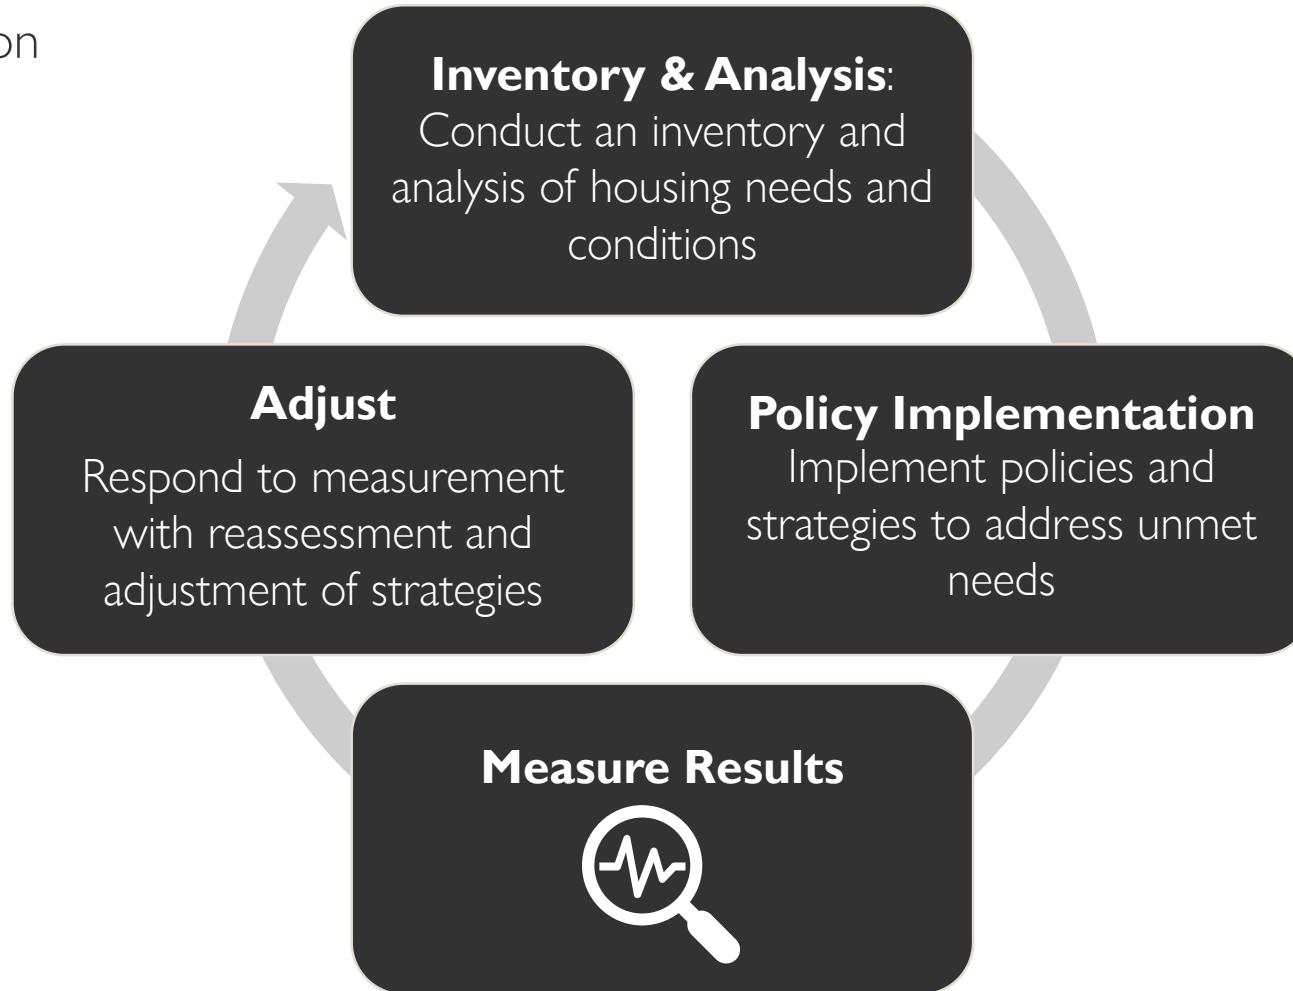 on
Inventory & Analysis:
Conduct an inventory and
analysis of housing needs and
conditions
Adjust
Respond to measurement
with reassessment and
adjustment of strategies
Policy Implementation
Implement policies and
strategies to address unmet
needs
Measure Results